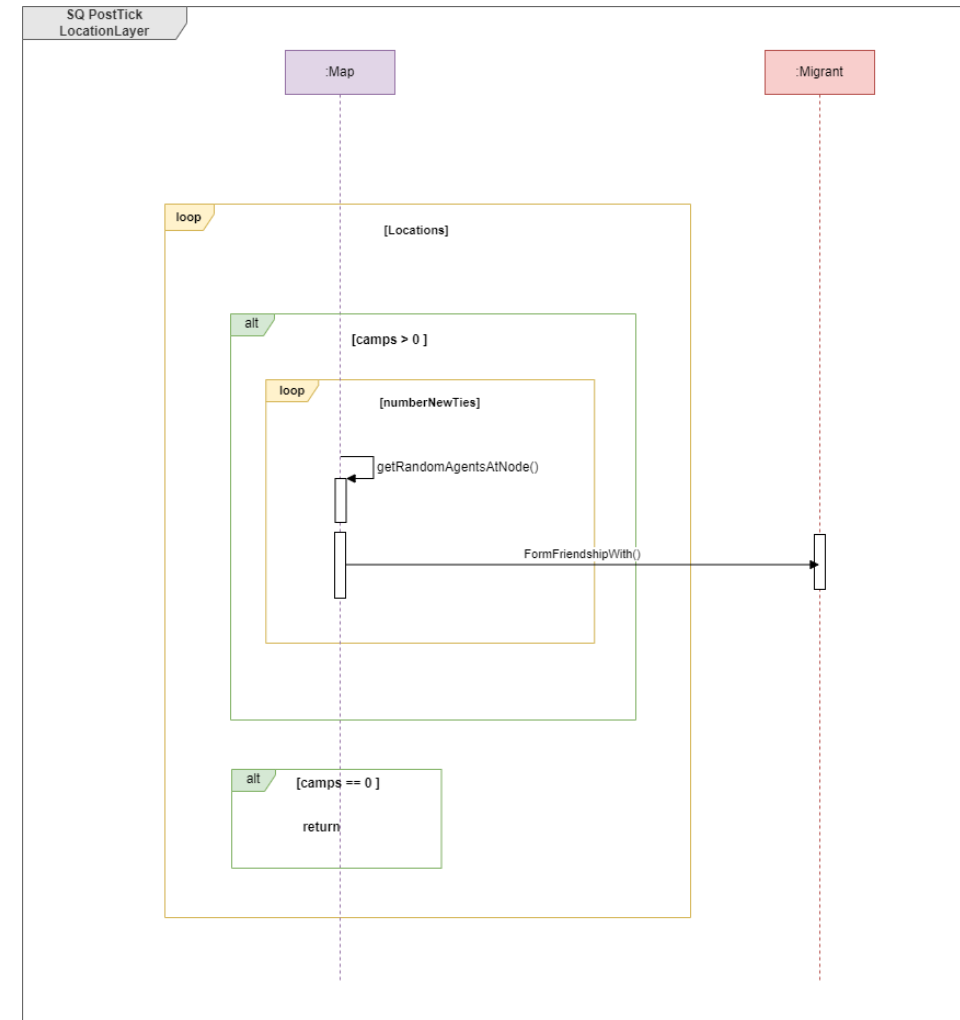 SQ PostTick
LocationLayer
:Map
:Migrant
loop
[Locations]
alt
[camps > 0 ]
loop
[numberNewTies]
getRandomAgentsAtNode()
FormFriendshipWith()
alt
[camps == 0 ]
return